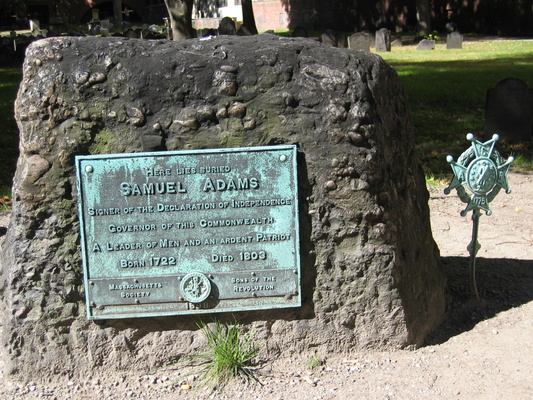 HERE LIES BURIED
SAMUEL ADAMS
SIGNER OF THE DECLARATION OF INDEPENDENCE
GOVERNOR OF THIS COMMONWEALTH
A LEADER OF MEN AND AN ARDENT PATRIOT
BORN 1722 DIED 1803
MASSACHUSETTS SOCIETY
SONS OF THE REVOLUTION
1775